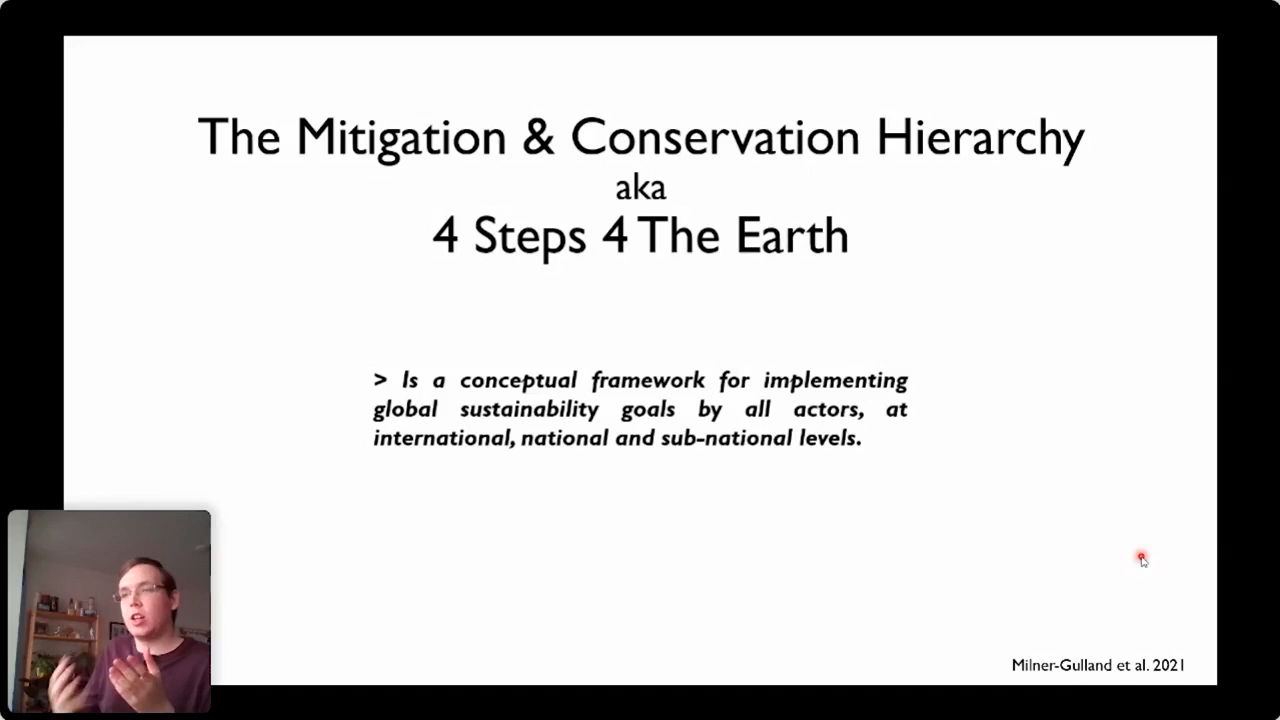 The Mitigation & Conservation Hierarchy
aka
4 Steps 4 The Earth
> Is a conceptual framework for implementing
global sustainability goals by all actors, at
international, national and sub-national levels.
Milner-Gulland et al. 2021